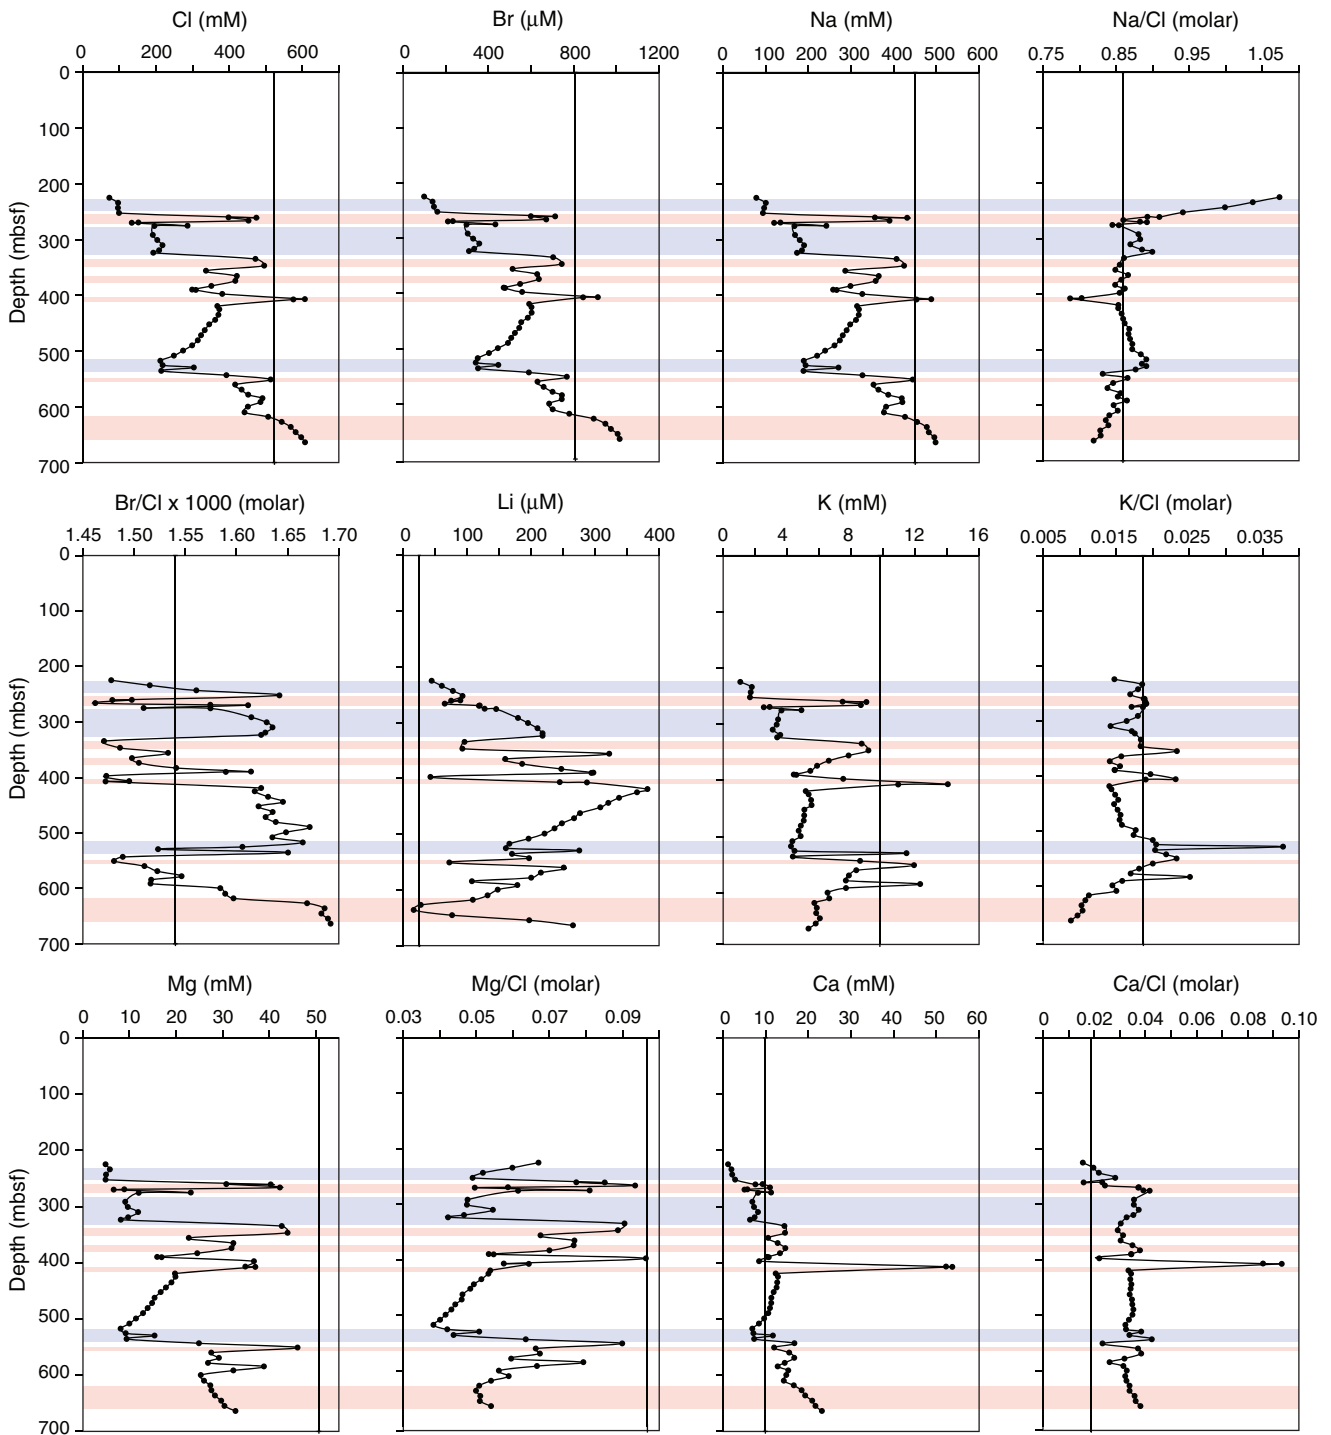 Cl (mM) Br (µM) Na (mM) Na/Cl (molar)
0 200 400 600 0 400 800 1200 0 100 200 300 400 500 600 0.75 0.85 0.95 1.05
0
100
200
300
400
500
600
700
Depth (mbsf)
Br/Cl x 1000 (molar) Li (µM) K (mM) K/Cl (molar)
1.45 1.50 1.55 1.60 1.65 1.70 0 100 200 300 400 0 4 8 12 16 0.005 0.015 0.025 0.035
0
100
200
300
400
500
600
700
Depth (mbsf)
Mg (mM) Mg/Cl (molar) Ca (mM) Ca/Cl (molar)
0 10 20 30 40 50 0.03 0.05 0.07 0.09 0 10 20 30 40 50 60 0 0.02 0.04 0.06 0.08 0.10
0
100
200
300
400
500
600
700
Depth (mbsf)